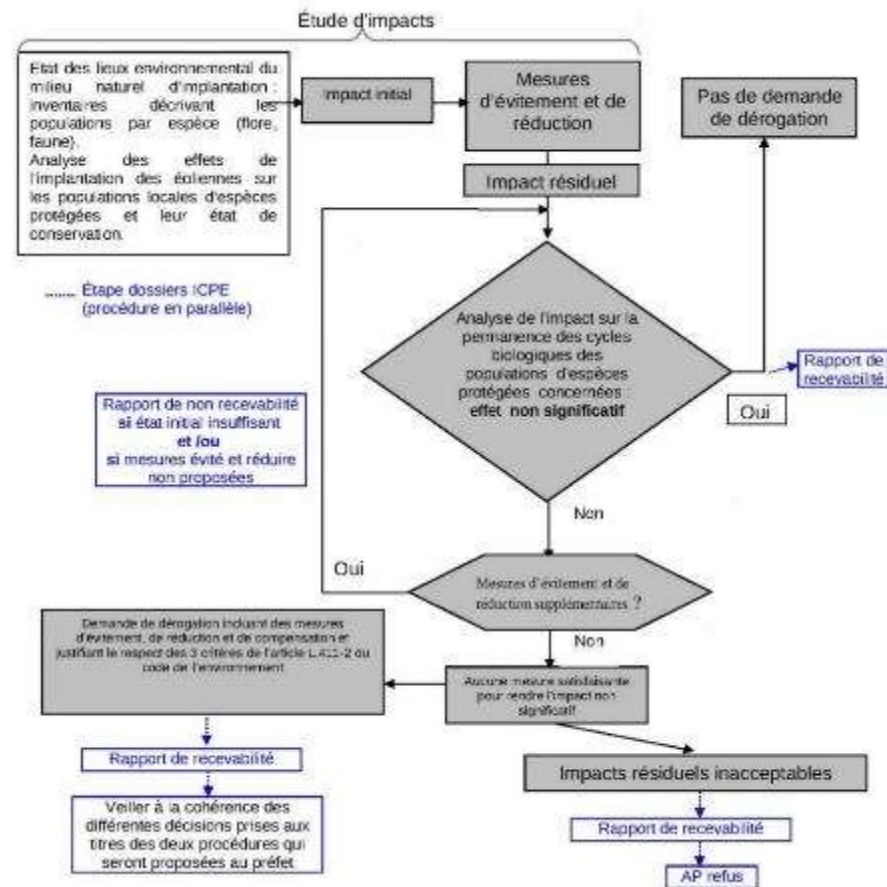 Étude d'impacts
Etat des lieux environnemental du
milieu naturel d'implantation :
inventaires décrivant les
populations par espèce (flore,
faune).
Analyse des effets de
l'implantation des éoliennes sur
les populations locales d'espèces
protégées et leur état de
conservation.
Impact initial
Mesures
d'évitement et de
réduction
Pas de demande
de dérogation
Impact résiduel
Étape dossiers ICPE
(procédure en parallèle)
Analyse de l'impact sur la
permanence des cycles
biologiques des
populations d'espèces
protégées concernées
effet non significatif
Rapport de
recevabilité
Oui
Rapport de non recevabilité
si état initial insuffisant
et /ou
si mesures évité et réduire
non proposées
Non
Oui
Mesures d'évitement et de
réduction supplémentaires ?
Non
Demande de dérogation incluant des mesures
d'évitement, de réduction et de compensation et
justifiant le respect des 3 critères de l'article L.411-2 du
code de l'environnement
Aucune mesure satisfaisante
pour rendre l'impact non
significatif
Rapport de recevabilité
Impacts résiduels inacceptables
Veiller à la cohérence des
différentes décisions prises aux
titres des deux procédures qui
seront proposées au préfet
Rapport de recevabilité
AP refus